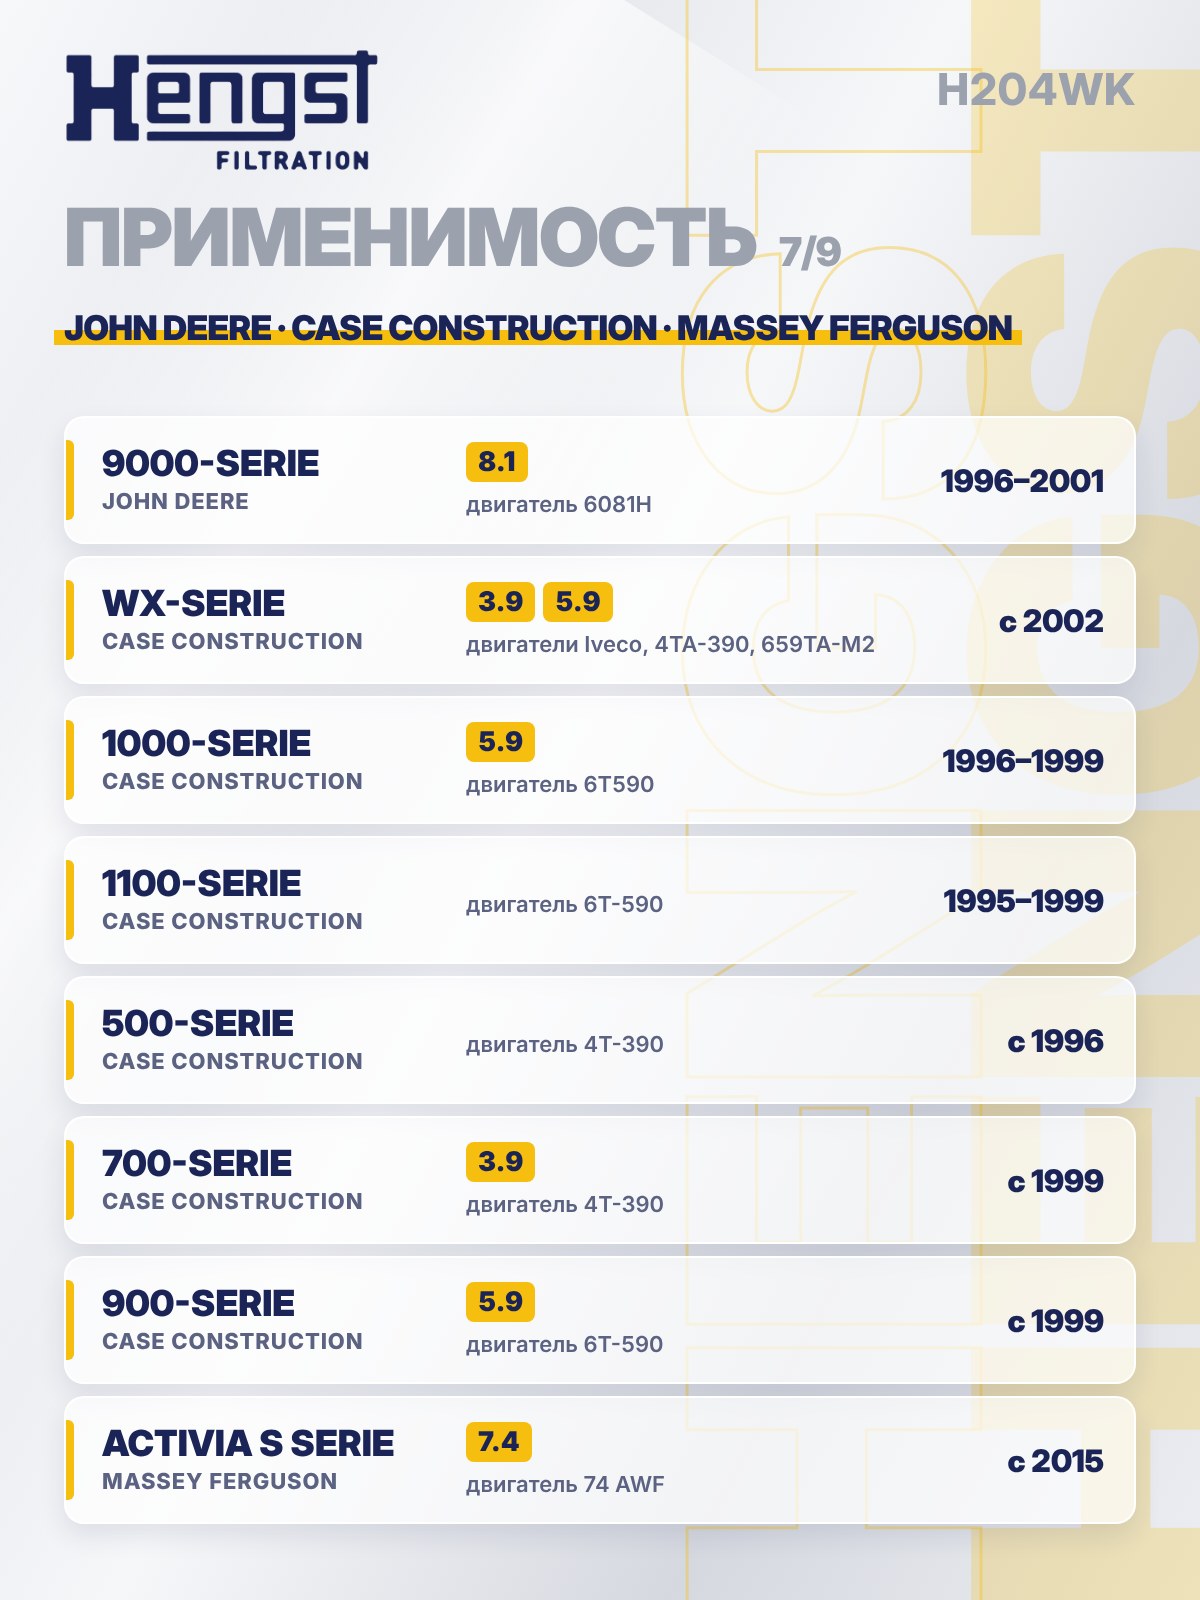 Hengst
FILTRATION
H204WK
ПРИМЕНИМОСТЬ 7/9
JOHN DEERE · CASE CONSTRUCTION · MASSEY FERGUSON
9000-SERIE
JOHN DEERE
8.1
двигатель 6081H
1996–2001
WX-SERIE
CASE CONSTRUCTION
3.9 5.9
двигатели Iveco, 4TA-390, 659TA-M2
с 2002
1000-SERIE
CASE CONSTRUCTION
5.9
двигатель 6T590
1996–1999
1100-SERIE
CASE CONSTRUCTION
двигатель 6T-590
1995–1999
500-SERIE
CASE CONSTRUCTION
двигатель 4T-390
с 1996
700-SERIE
CASE CONSTRUCTION
3.9
двигатель 4T-390
с 1999
900-SERIE
CASE CONSTRUCTION
5.9
двигатель 6T-590
с 1999
ACTIVIA S SERIE
MASSEY FERGUSON
7.4
двигатель 74 AWF
с 2015
HENGST
HENGST